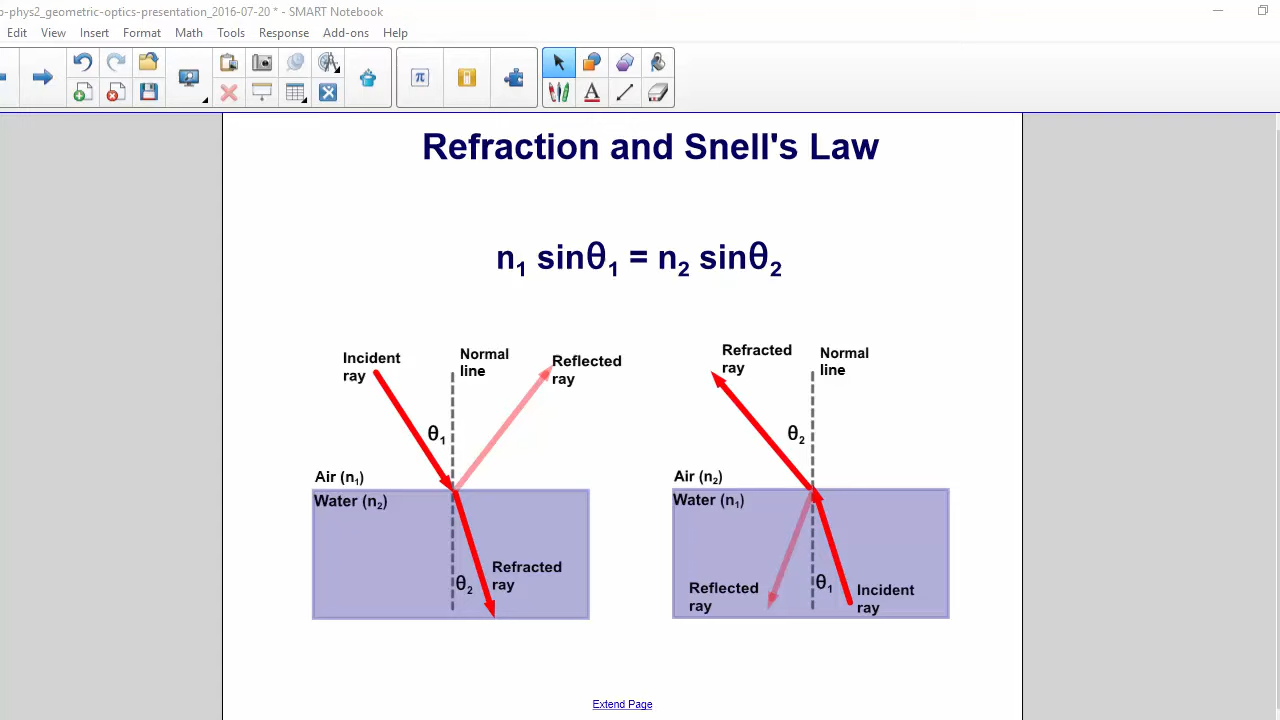 o-phys2_geometric-optics-presentation_2016-07-20 * - SMART Notebook
Edit View Insert Format Math Tools Response Add-ons Help
π
A
Refraction and Snell's Law
n₁ sinθ₁ = n₂ sinθ₂
Incident
ray
Normal
line
Reflected
ray
θ₁
Air (n₁)
Water (n₂)
θ₂
Refracted
ray
Refracted
ray
Normal
line
θ₂
Air (n₂)
Water (n₁)
Reflected
ray
θ₁
Incident
ray
Extend Page